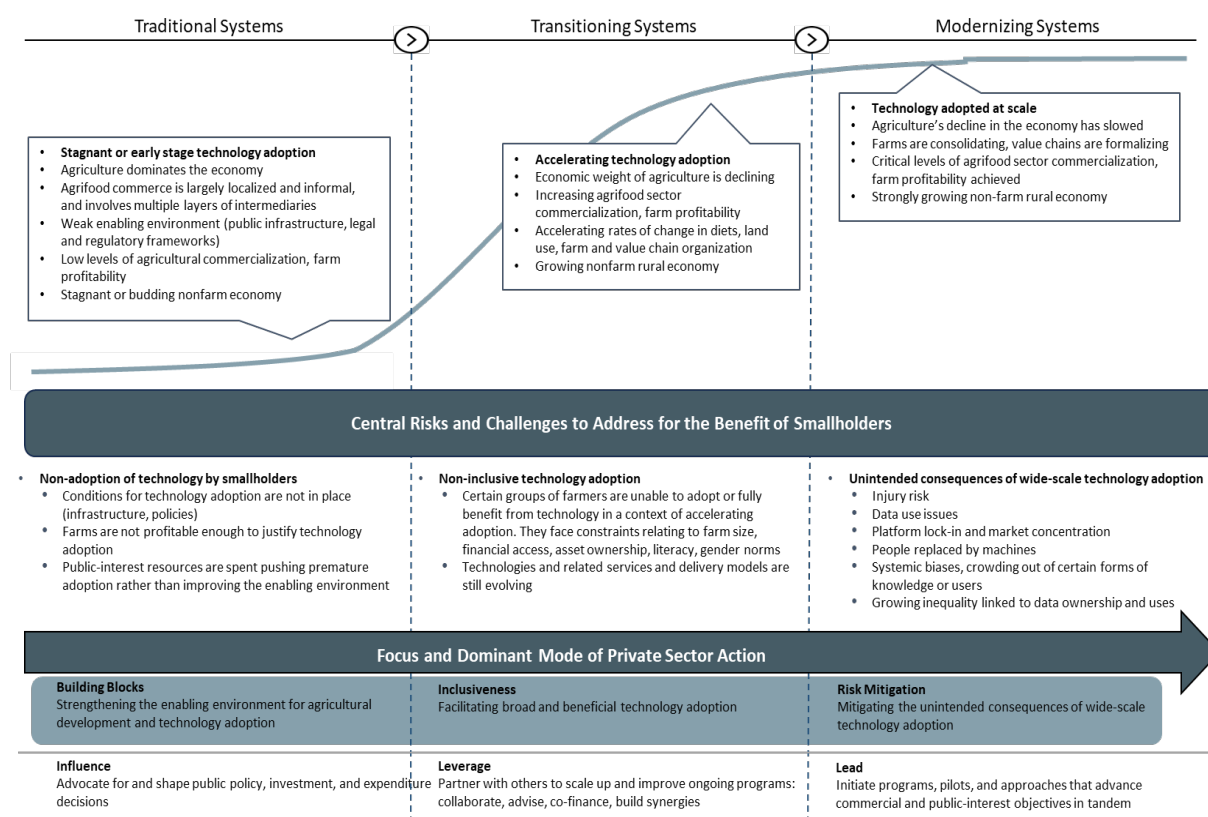 Traditional Systems
Transitioning Systems
Modernizing Systems
• Stagnant or early stage technology adoption
• Agriculture dominates the economy
• Agrifood commerce is largely localized and informal,
and involves multiple layers of intermediaries
• Weak enabling environment (public infrastructure, legal
and regulatory frameworks)
• Low levels of agricultural commercialization, farm
profitability
• Stagnant or budding nonfarm economy
• Accelerating technology adoption
• Economic weight of agriculture is declining
• Increasing agrifood sector
commercialization, farm profitability
• Accelerating rates of change in diets, land
use, farm and value chain organization
• Growing nonfarm rural economy
• Technology adopted at scale
• Agriculture's decline in the economy has slowed
• Farms are consolidating, value chains are formalizing
• Critical levels of agrifood sector commercialization,
farm profitability achieved
• Strongly growing non-farm rural economy
Central Risks and Challenges to Address for the Benefit of Smallholders
• Non-adoption of technology by smallholders
• Conditions for technology adoption are not in place
(infrastructure, policies)
• Farms are not profitable enough to justify technology
adoption
• Public-interest resources are spent pushing premature
adoption rather than improving the enabling environment
• Non-inclusive technology adoption
• Certain groups of farmers are unable to adopt or fully
benefit from technology in a context of accelerating
adoption. They face constraints relating to farm size,
financial access, asset ownership, literacy, gender norms
• Technologies and related services and delivery models are
still evolving
• Unintended consequences of wide-scale technology adoption
• Injury risk
• Data use issues
• Platform lock-in and market concentration
• People replaced by machines
• Systemic biases, crowding out of certain forms of
knowledge or users
• Growing inequality linked to data ownership and uses
Focus and Dominant Mode of Private Sector Action
Building Blocks
Strengthening the enabling environment for agricultural
development and technology adoption
Inclusiveness
Facilitating broad and beneficial technology adoption
Risk Mitigation
Mitigating the unintended consequences of wide-scale
technology adoption
Influence
Advocate for and shape public policy, investment, and expenditure
decisions
Leverage
Partner with others to scale up and improve ongoing programs:
collaborate, advise, co-finance, build synergies
Lead
Initiate programs, pilots, and approaches that advance
commercial and public-interest objectives in tandem